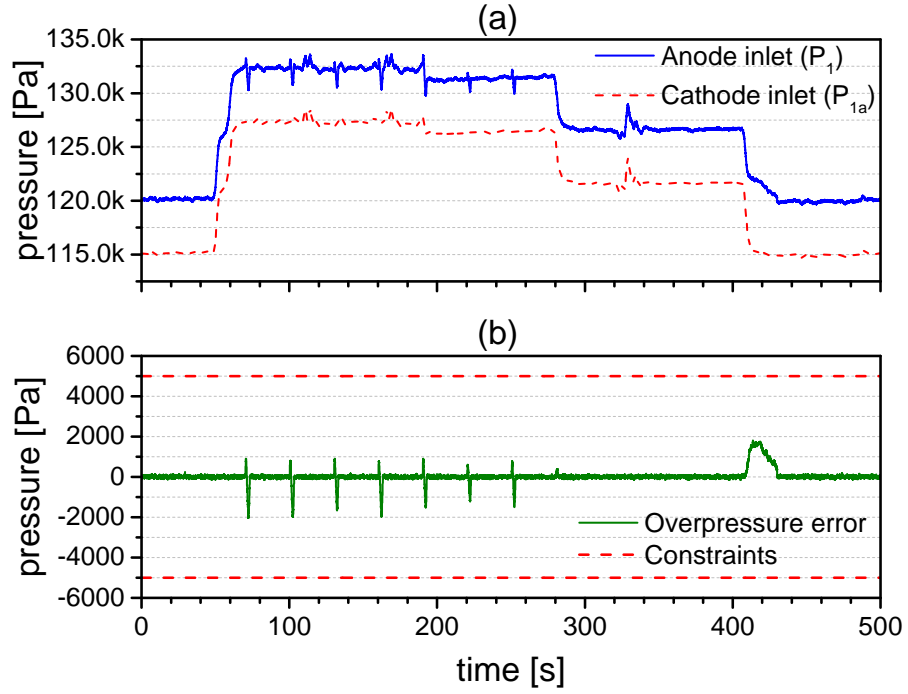 (a)
135.0k
130.0k
125.0k
120.0k
115.0k
pressure [Pa]
Anode inlet (P1)
Cathode inlet (P1a)
(b)
6000
4000
2000
0
-2000
-4000
-6000
pressure [Pa]
Overpressure error
Constraints
0 100 200 300 400 500
time [s]